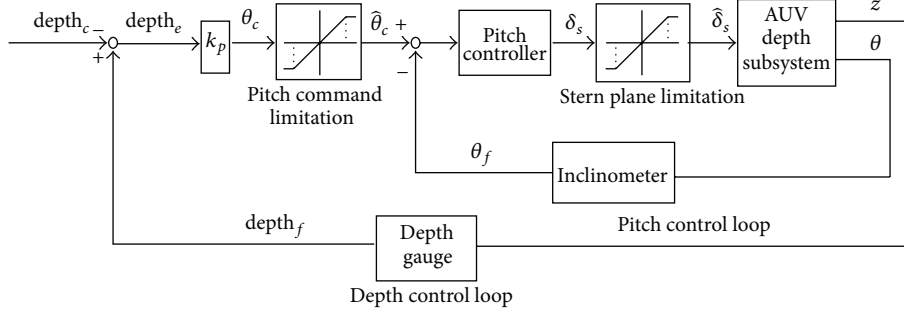 depth_c −
+
depth_e
k_p
θ_c
Pitch command
limitation
θ̂_c +
−
Pitch
controller
δ_s
Stern plane limitation
δ̂_s
AUV
depth
subsystem
z
θ
θ_f
Inclinometer
Pitch control loop
depth_f
Depth
gauge
Depth control loop